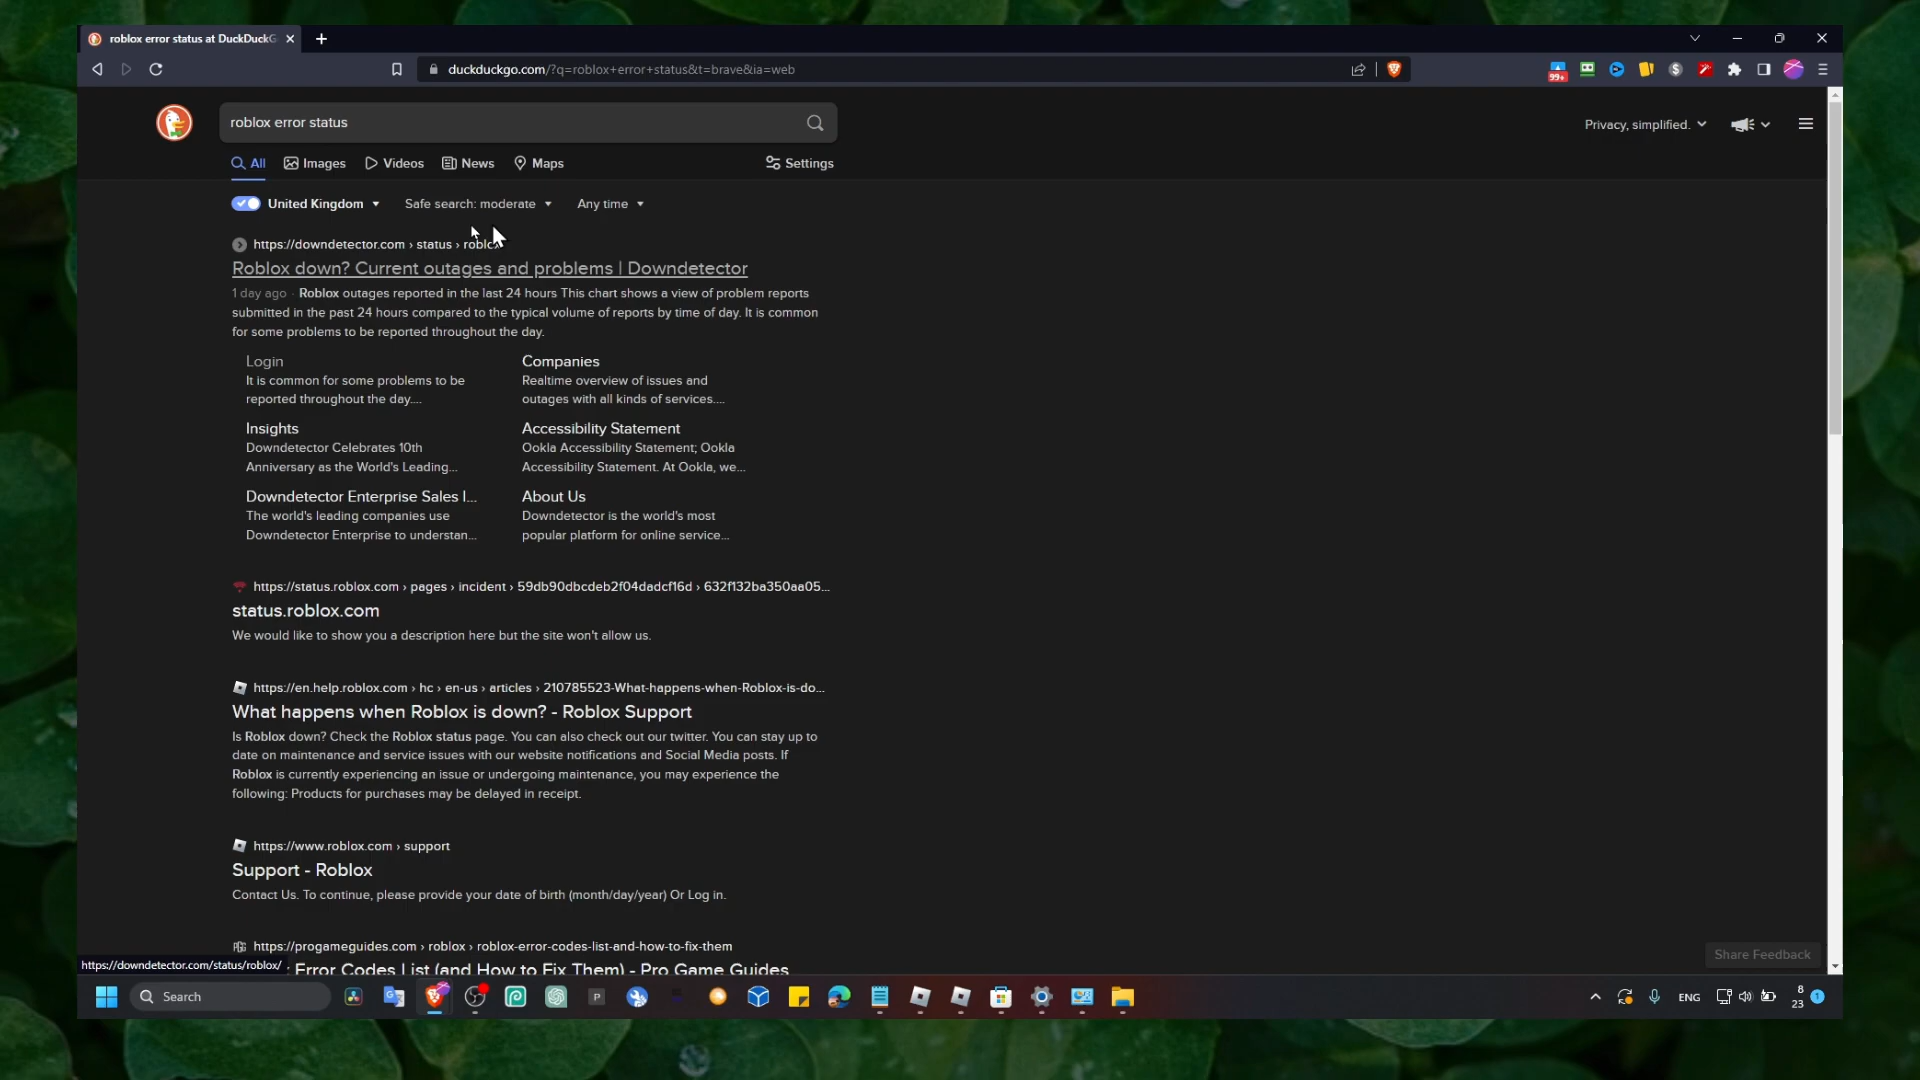 roblox error status at DuckDuckG
duckduckgo.com/?q=roblox+error+status&t=brave&ia=web
99+
roblox error status
Privacy, simplified.
All Images Videos News Maps Settings
United Kingdom Safe search: moderate Any time
https://downdetector.com › status › roblox
Roblox down? Current outages and problems | Downdetector
1 day ago · Roblox outages reported in the last 24 hours This chart shows a view of problem reports
submitted in the past 24 hours compared to the typical volume of reports by time of day. It is common
for some problems to be reported throughout the day.
Login
It is common for some problems to be
reported throughout the day....
Companies
Realtime overview of issues and
outages with all kinds of services....
Insights
Downdetector Celebrates 10th
Anniversary as the World's Leading...
Accessibility Statement
Ookla Accessibility Statement; Ookla
Accessibility Statement. At Ookla, we...
Downdetector Enterprise Sales I...
The world's leading companies use
Downdetector Enterprise to understan...
About Us
Downdetector is the world's most
popular platform for online service...
https://status.roblox.com › pages › incident › 59db90dbcdeb2f04dadcf16d › 632f132ba350aa05...
status.roblox.com
We would like to show you a description here but the site won't allow us.
https://en.help.roblox.com › hc › en-us › articles › 210785523-What-happens-when-Roblox-is-do...
What happens when Roblox is down? - Roblox Support
Is Roblox down? Check the Roblox status page. You can also check out our twitter. You can stay up to
date on maintenance and service issues with our website notifications and Social Media posts. If
Roblox is currently experiencing an issue or undergoing maintenance, you may experience the
following: Products for purchases may be delayed in receipt.
https://www.roblox.com › support
Support - Roblox
Contact Us. To continue, please provide your date of birth (month/day/year) Or Log in.
https://progameguides.com › roblox › roblox-error-codes-list-and-how-to-fix-them
Error Codes List (and How to Fix Them) - Pro Game Guides
Share Feedback
https://downdetector.com/status/roblox/
Search
ENG
8
23
1